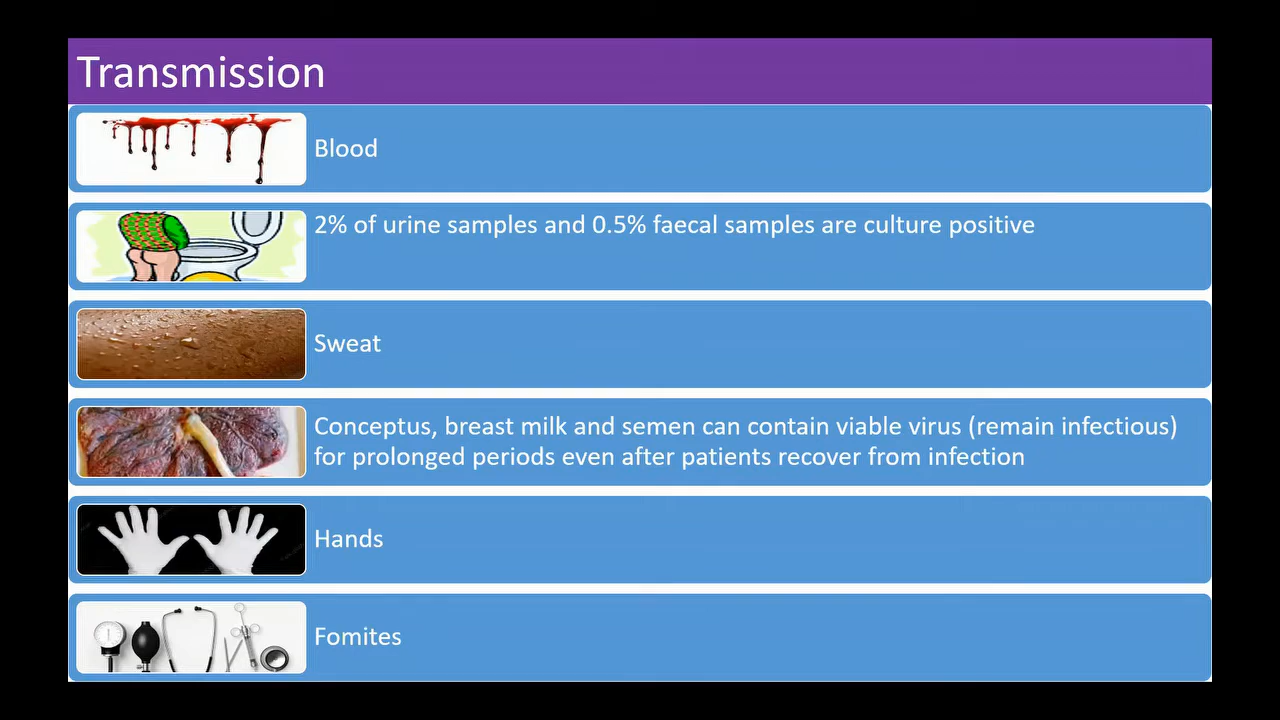 Transmission
Blood
2% of urine samples and 0.5% faecal samples are culture positive
Sweat
Conceptus, breast milk and semen can contain viable virus (remain infectious)
for prolonged periods even after patients recover from infection
Hands
Fomites